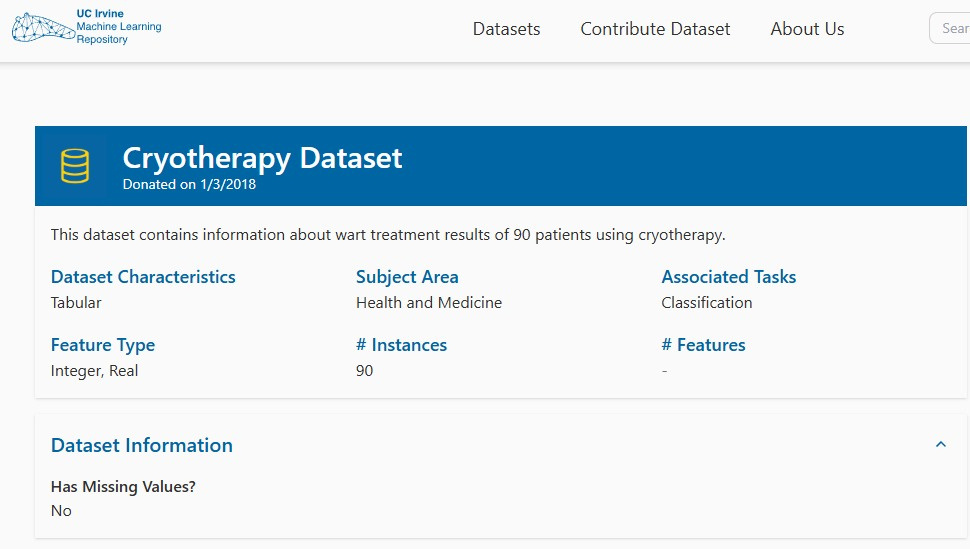 UC Irvine
Machine Learning
Repository
Datasets Contribute Dataset About Us Sear
Cryotherapy Dataset
Donated on 1/3/2018
This dataset contains information about wart treatment results of 90 patients using cryotherapy.
Dataset Characteristics Subject Area Associated Tasks
Tabular Health and Medicine Classification
Feature Type # Instances # Features
Integer, Real 90 -
Dataset Information
Has Missing Values?
No